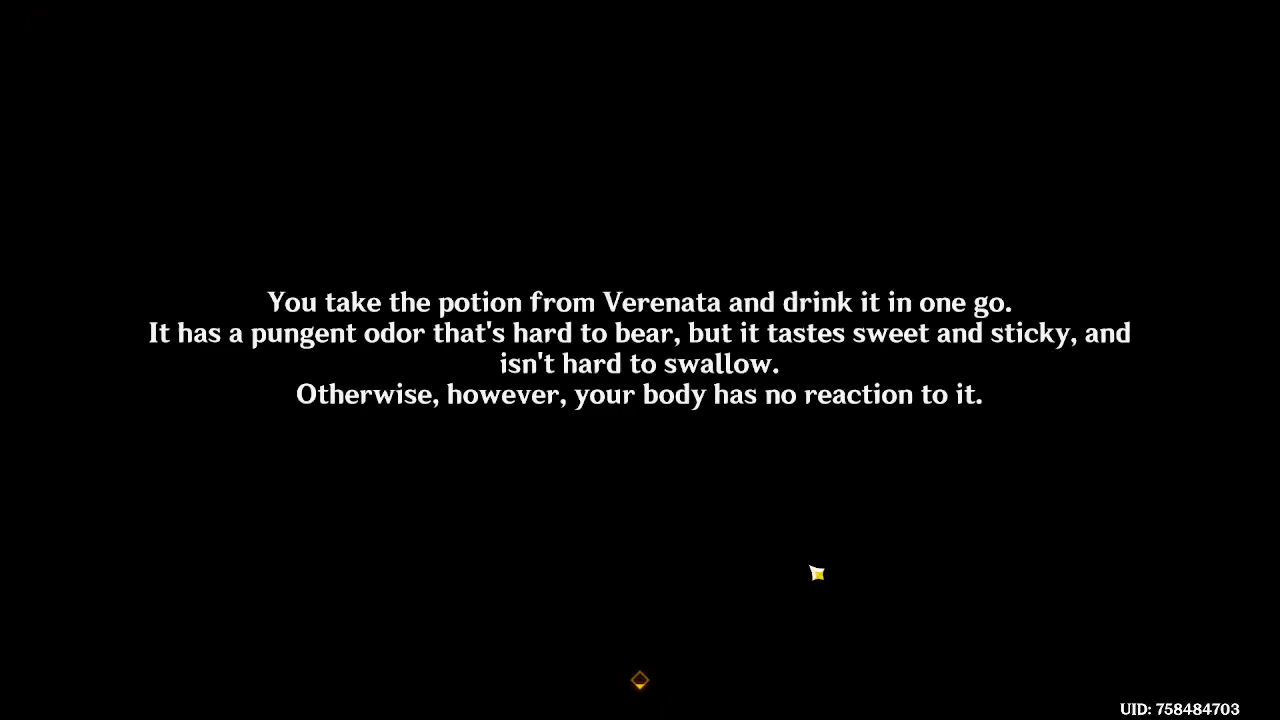 You take the potion from Verenata and drink it in one go.
It has a pungent odor that's hard to bear, but it tastes sweet and sticky, and
isn't hard to swallow.
Otherwise, however, your body has no reaction to it.
UID: 758484703